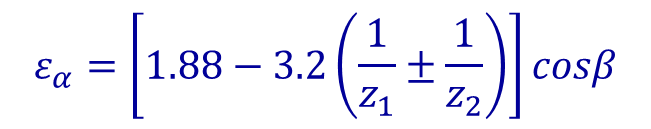 εα = [1.88 − 3.2 (1/z1 ± 1/z2)] cosβ